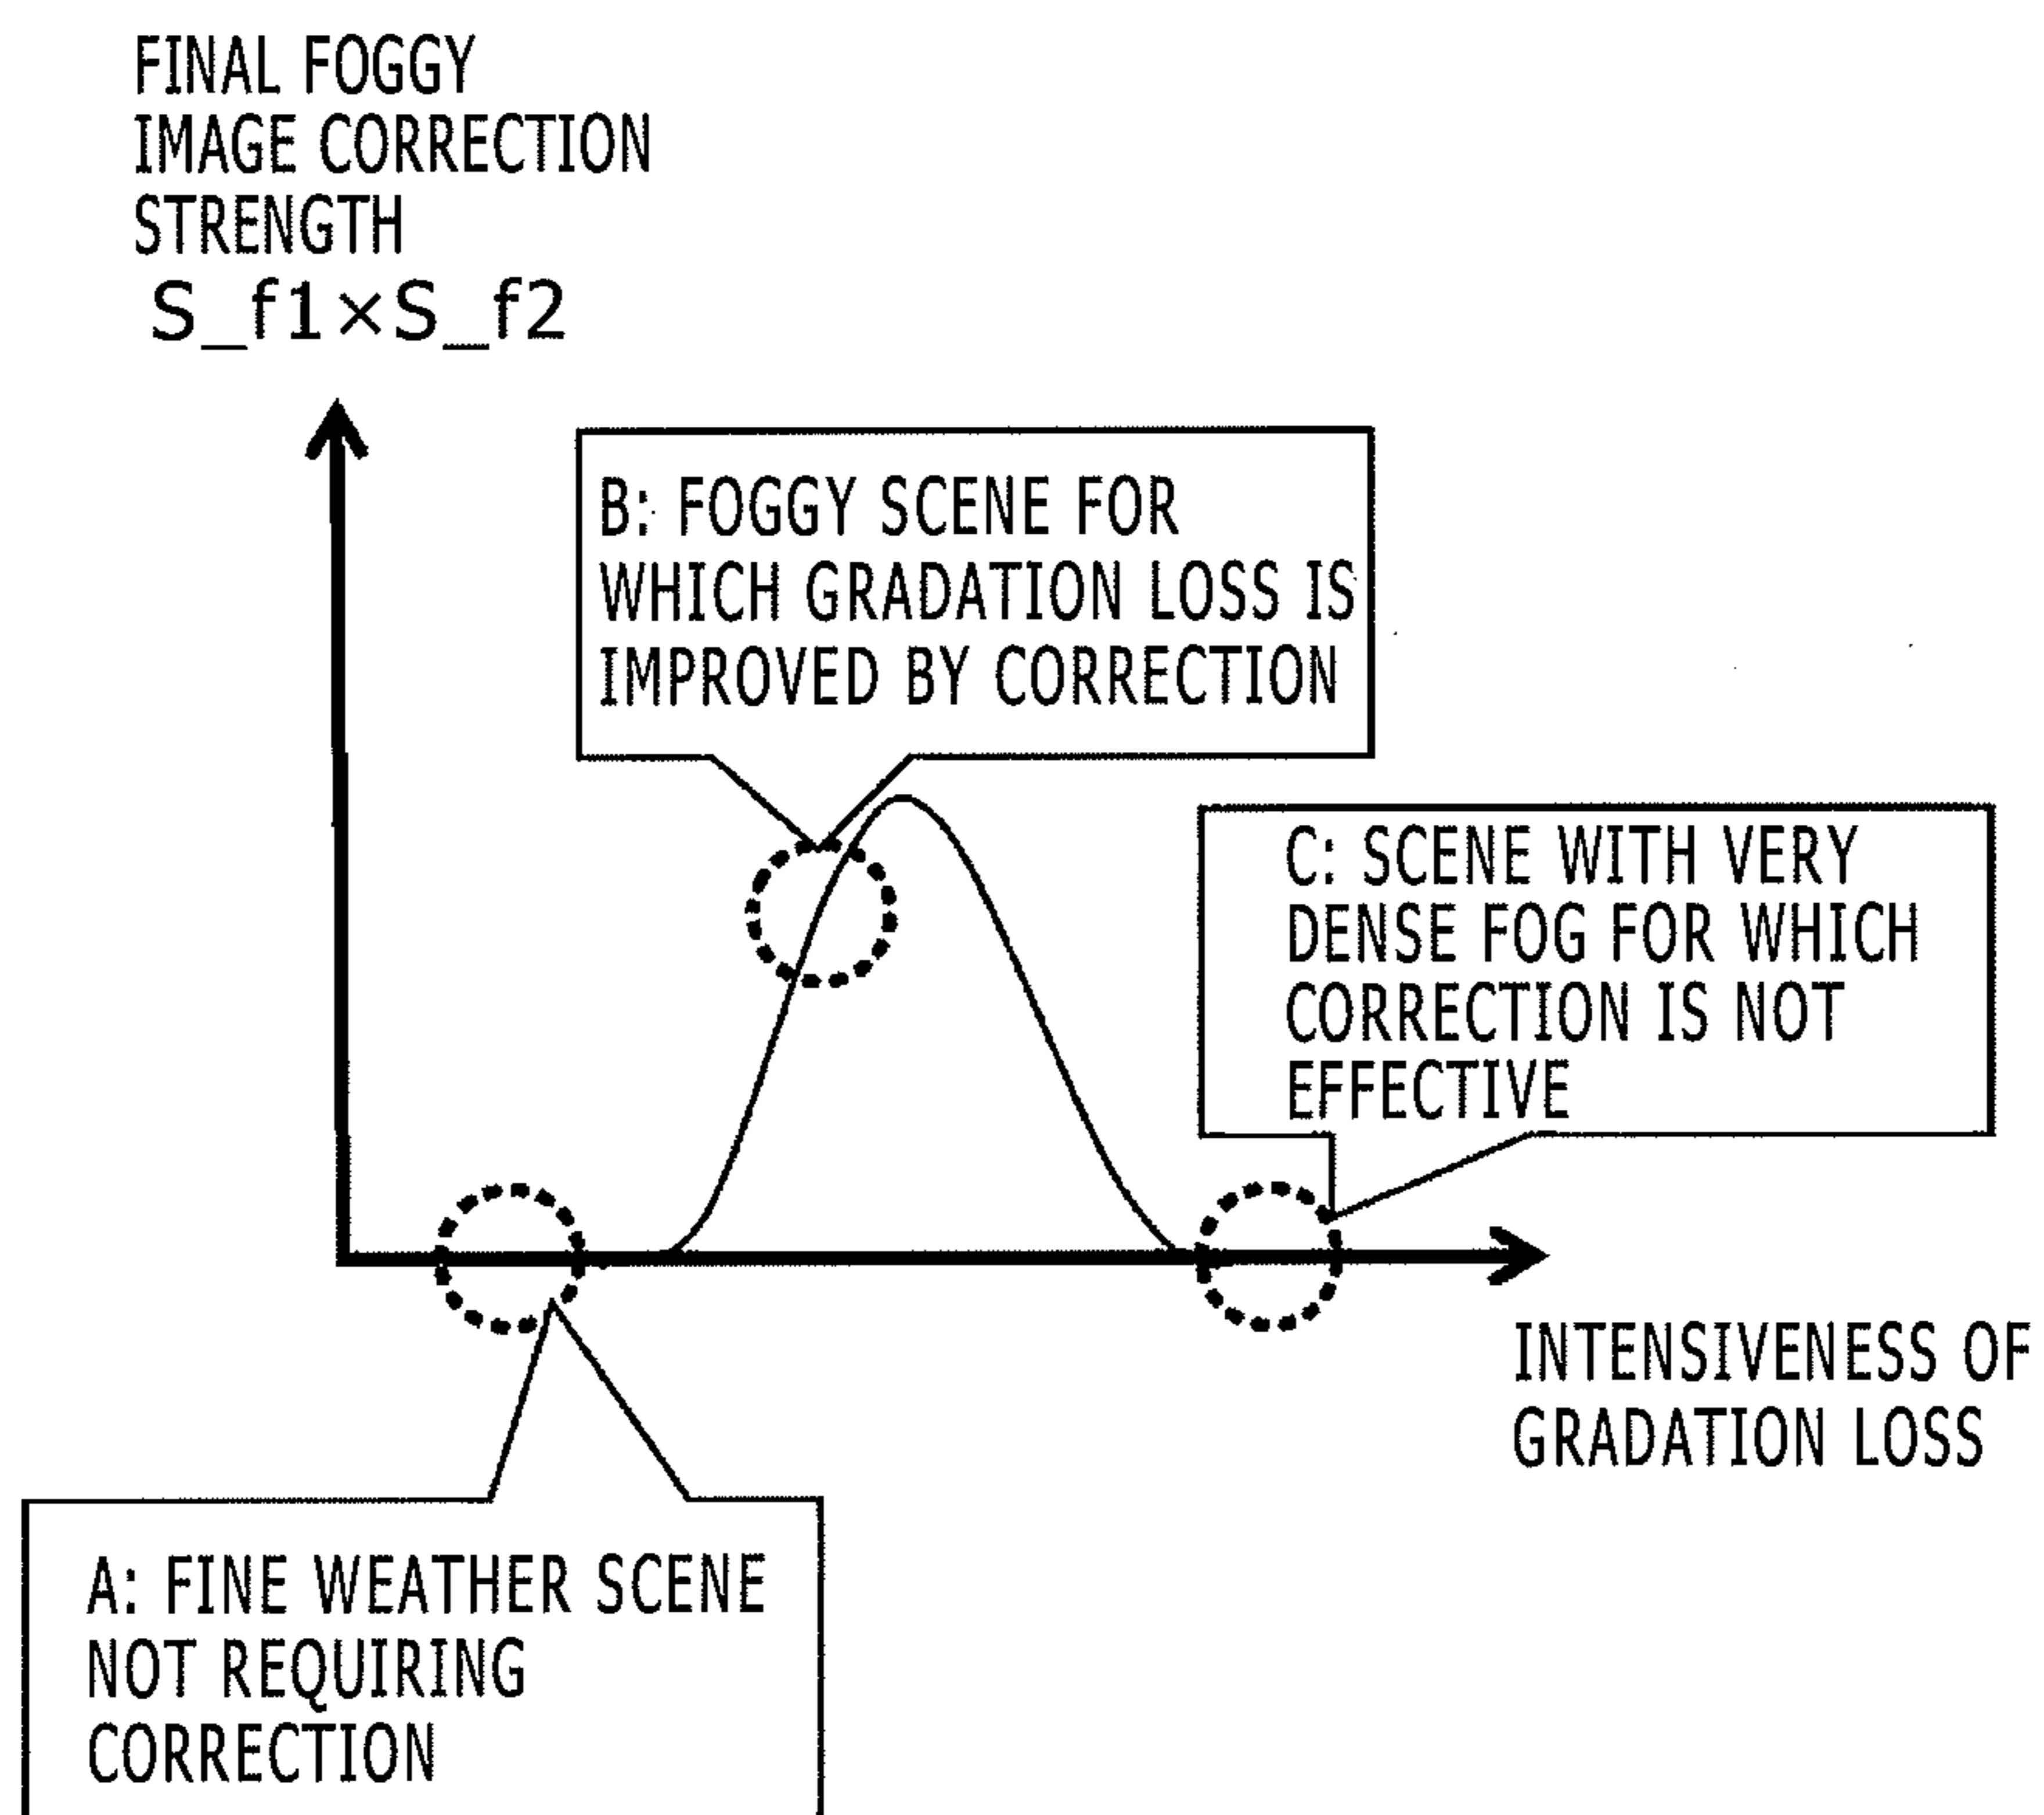 FINAL FOGGY
IMAGE CORRECTION
STRENGTH
S_f1×S_f2
B: FOGGY SCENE FOR
WHICH GRADATION LOSS IS
IMPROVED BY CORRECTION
C: SCENE WITH VERY
DENSE FOG FOR WHICH
CORRECTION IS NOT
EFFECTIVE
INTENSIVENESS OF
GRADATION LOSS
A: FINE WEATHER SCENE
NOT REQUIRING
CORRECTION